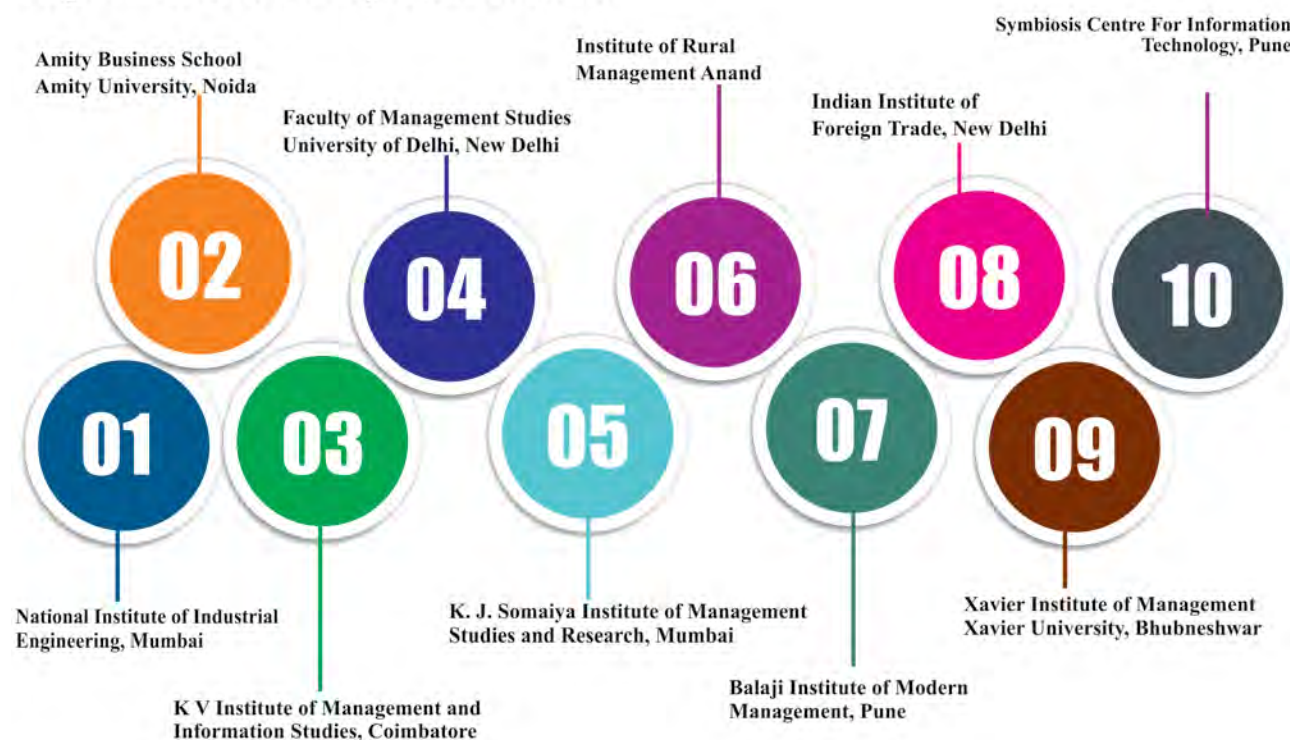 Symbiosis Centre For Information
Technology, Pune
Institute of Rural
Management Anand
Amity Business School
Amity University, Noida
Indian Institute of
Foreign Trade, New Delhi
Faculty of Management Studies
University of Delhi, New Delhi
02
04
06
08
10
01
03
05
07
09
National Institute of Industrial
Engineering, Mumbai
K. J. Somaiya Institute of Management
Studies and Research, Mumbai
Xavier Institute of Management
Xavier University, Bhubneshwar
K V Institute of Management and
Information Studies, Coimbatore
Balaji Institute of Modern
Management, Pune